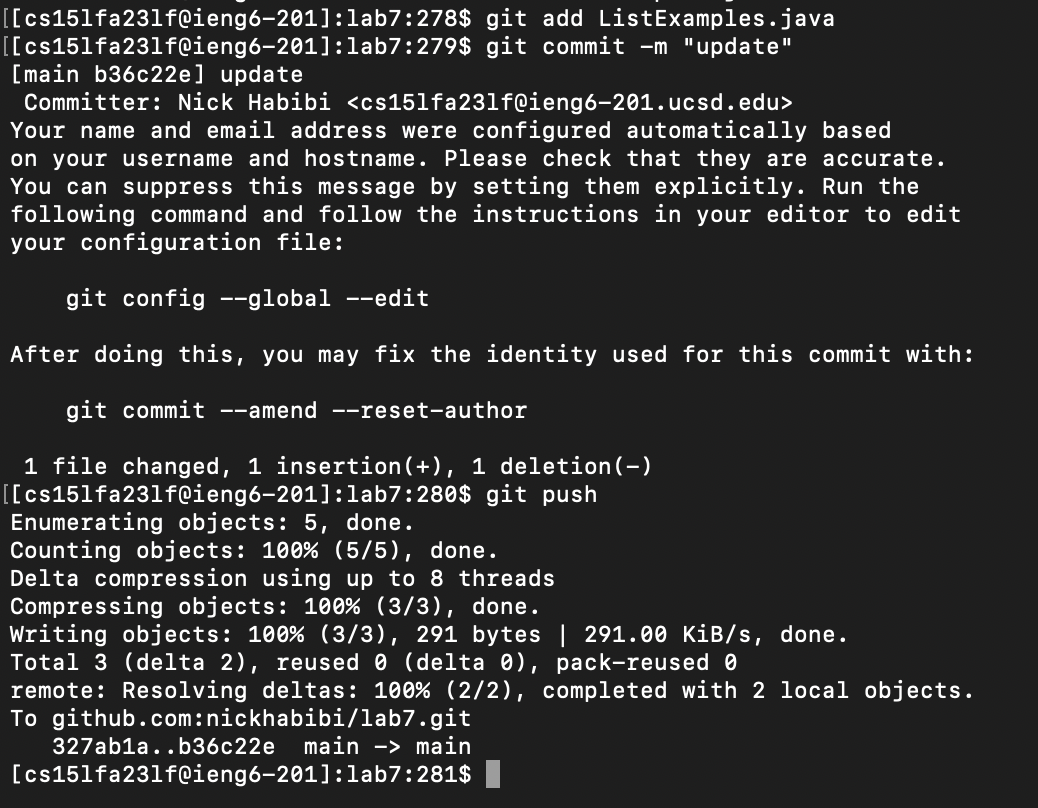 [[cs15lfa23lf@ieng6-201]:lab7:278$ git add ListExamples.java
[[cs15lfa23lf@ieng6-201]:lab7:279$ git commit -m "update"
[main b36c22e] update
 Committer: Nick Habibi <cs15lfa23lf@ieng6-201.ucsd.edu>
Your name and email address were configured automatically based
on your username and hostname. Please check that they are accurate.
You can suppress this message by setting them explicitly. Run the
following command and follow the instructions in your editor to edit
your configuration file:

    git config --global --edit

After doing this, you may fix the identity used for this commit with:

    git commit --amend --reset-author

 1 file changed, 1 insertion(+), 1 deletion(-)
[[cs15lfa23lf@ieng6-201]:lab7:280$ git push
Enumerating objects: 5, done.
Counting objects: 100% (5/5), done.
Delta compression using up to 8 threads
Compressing objects: 100% (3/3), done.
Writing objects: 100% (3/3), 291 bytes | 291.00 KiB/s, done.
Total 3 (delta 2), reused 0 (delta 0), pack-reused 0
remote: Resolving deltas: 100% (2/2), completed with 2 local objects.
To github.com:nickhabibi/lab7.git
   327ab1a..b36c22e  main -> main
[cs15lfa23lf@ieng6-201]:lab7:281$